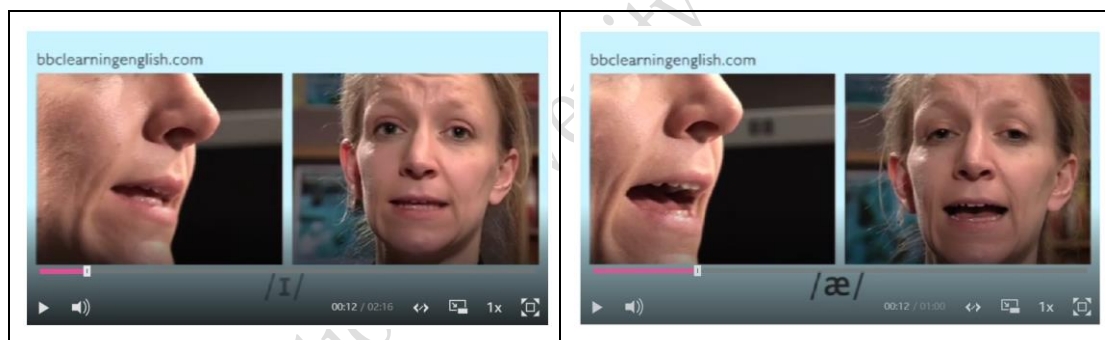 bbclearningenglish.com
/ɪ/
00:12 / 02:16
1x
bbclearningenglish.com
/æ/
00:12 / 01:00
1x